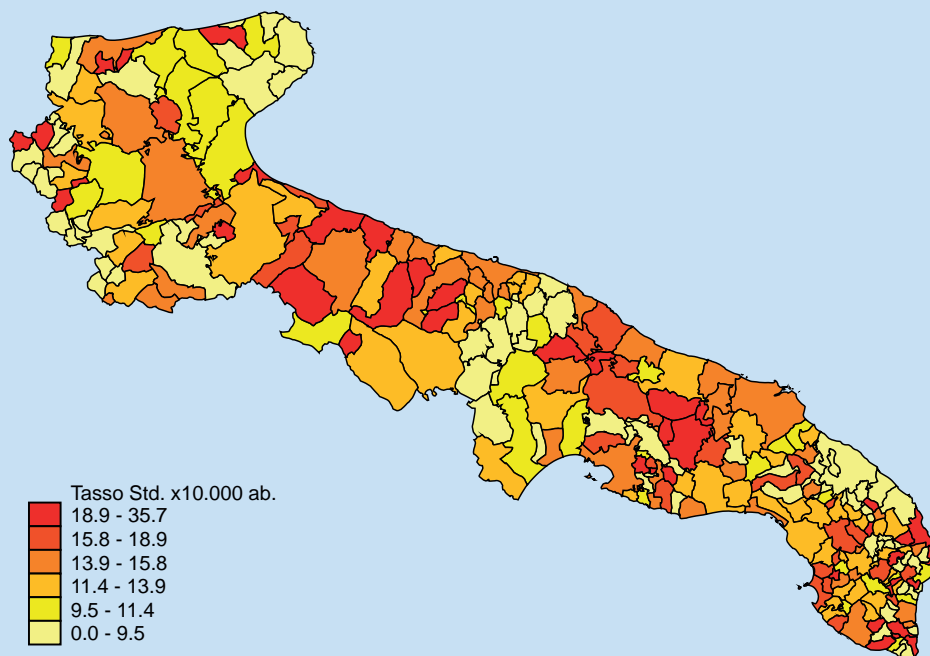 Tasso Std. x10.000 ab.
18.9 - 35.7
15.8 - 18.9
13.9 - 15.8
11.4 - 13.9
9.5 - 11.4
0.0 - 9.5